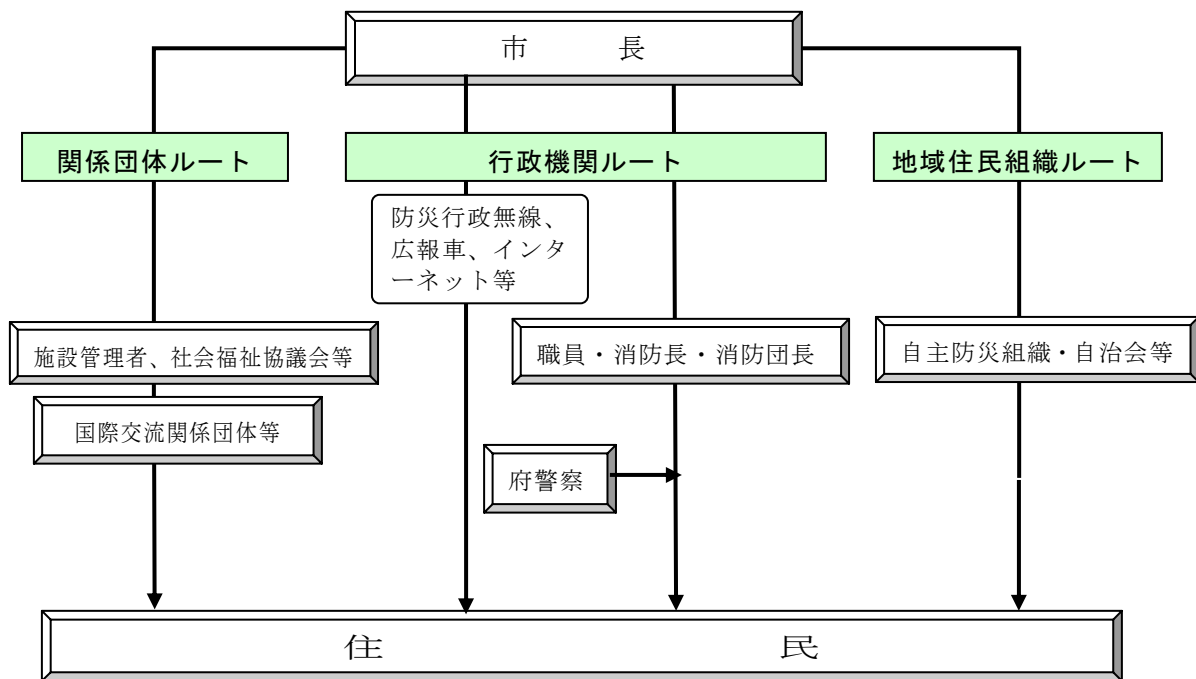 市　　　長
関係団体ルート
行政機関ルート
地域住民組織ルート
防災行政無線、
広報車、インタ
ーネット等
施設管理者、社会福祉協議会等
職員・消防長・消防団長
自主防災組織・自治会等
国際交流関係団体等
府警察
住　　　民